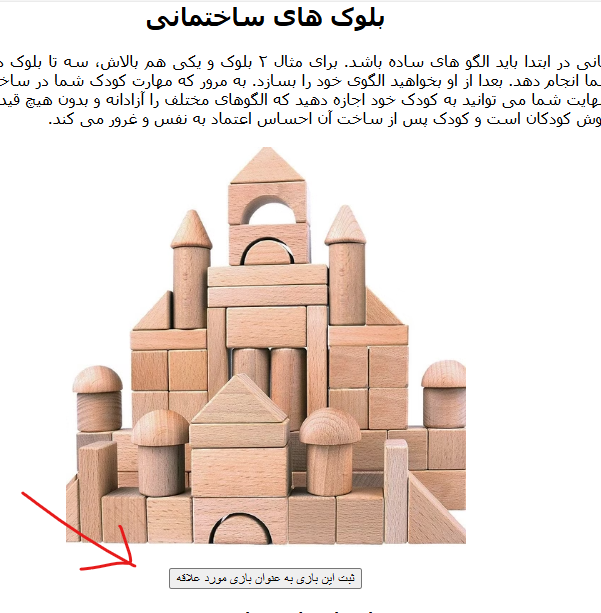 بلوک های ساختمانی
انی در ابتدا باید الگو های ساده باشد. برای مثال ۲ بلوک و یکی هم بالاش، سه تا بلوک
ما انجام دهد. بعدا از او بخواهید الگوی خود را بسازد. به مرور که مهارت کودک شما در
نهایت شما می توانید به کودک خود اجازه دهید که الگوهای مختلف را آزادانه و بدون هیچ
وش کودکان است و کودک پس از ساخت آن احساس اعتماد به نفس و غرور می کند.
ثبت این بازی به عنوان بازی مورد علاقه